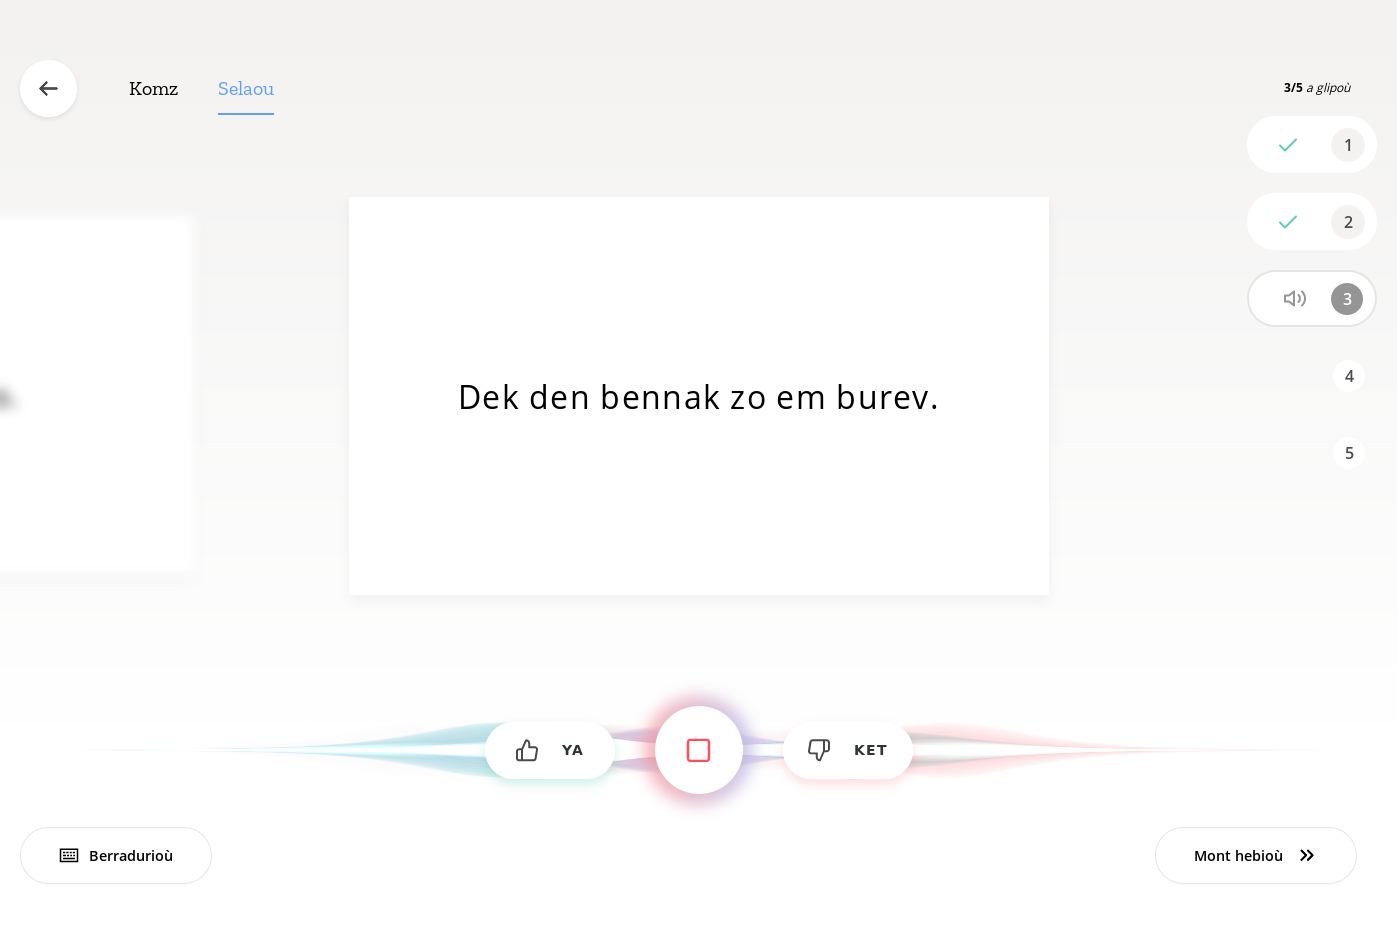 Komz
Selaou
3/5 a glipoù
1
2
3
4
5
Dek den bennak zo em burev.
YA
KET
Berradurioù
Mont hebioù